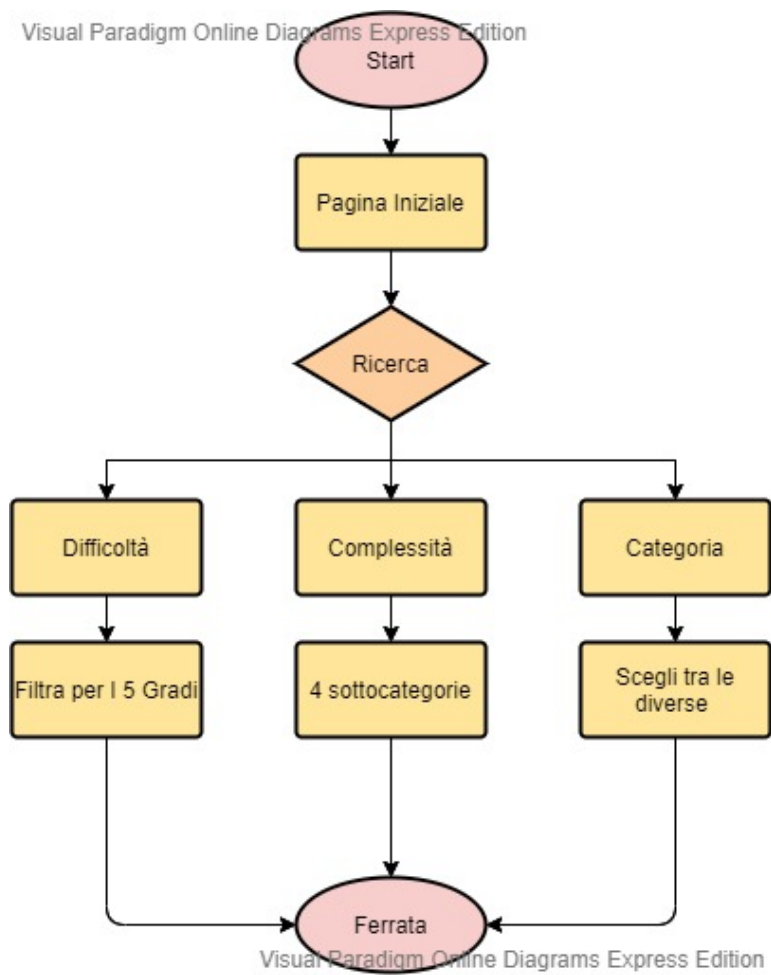 Visual Paradigm Online Diagrams Express Edition
Start
Pagina Iniziale
Ricerca
Difficoltà
Complessità
Categoria
Filtra per I 5 Gradi
4 sottocategorie
Scegli tra le
diverse
Ferrata
Visual Paradigm Online Diagrams Express Edition